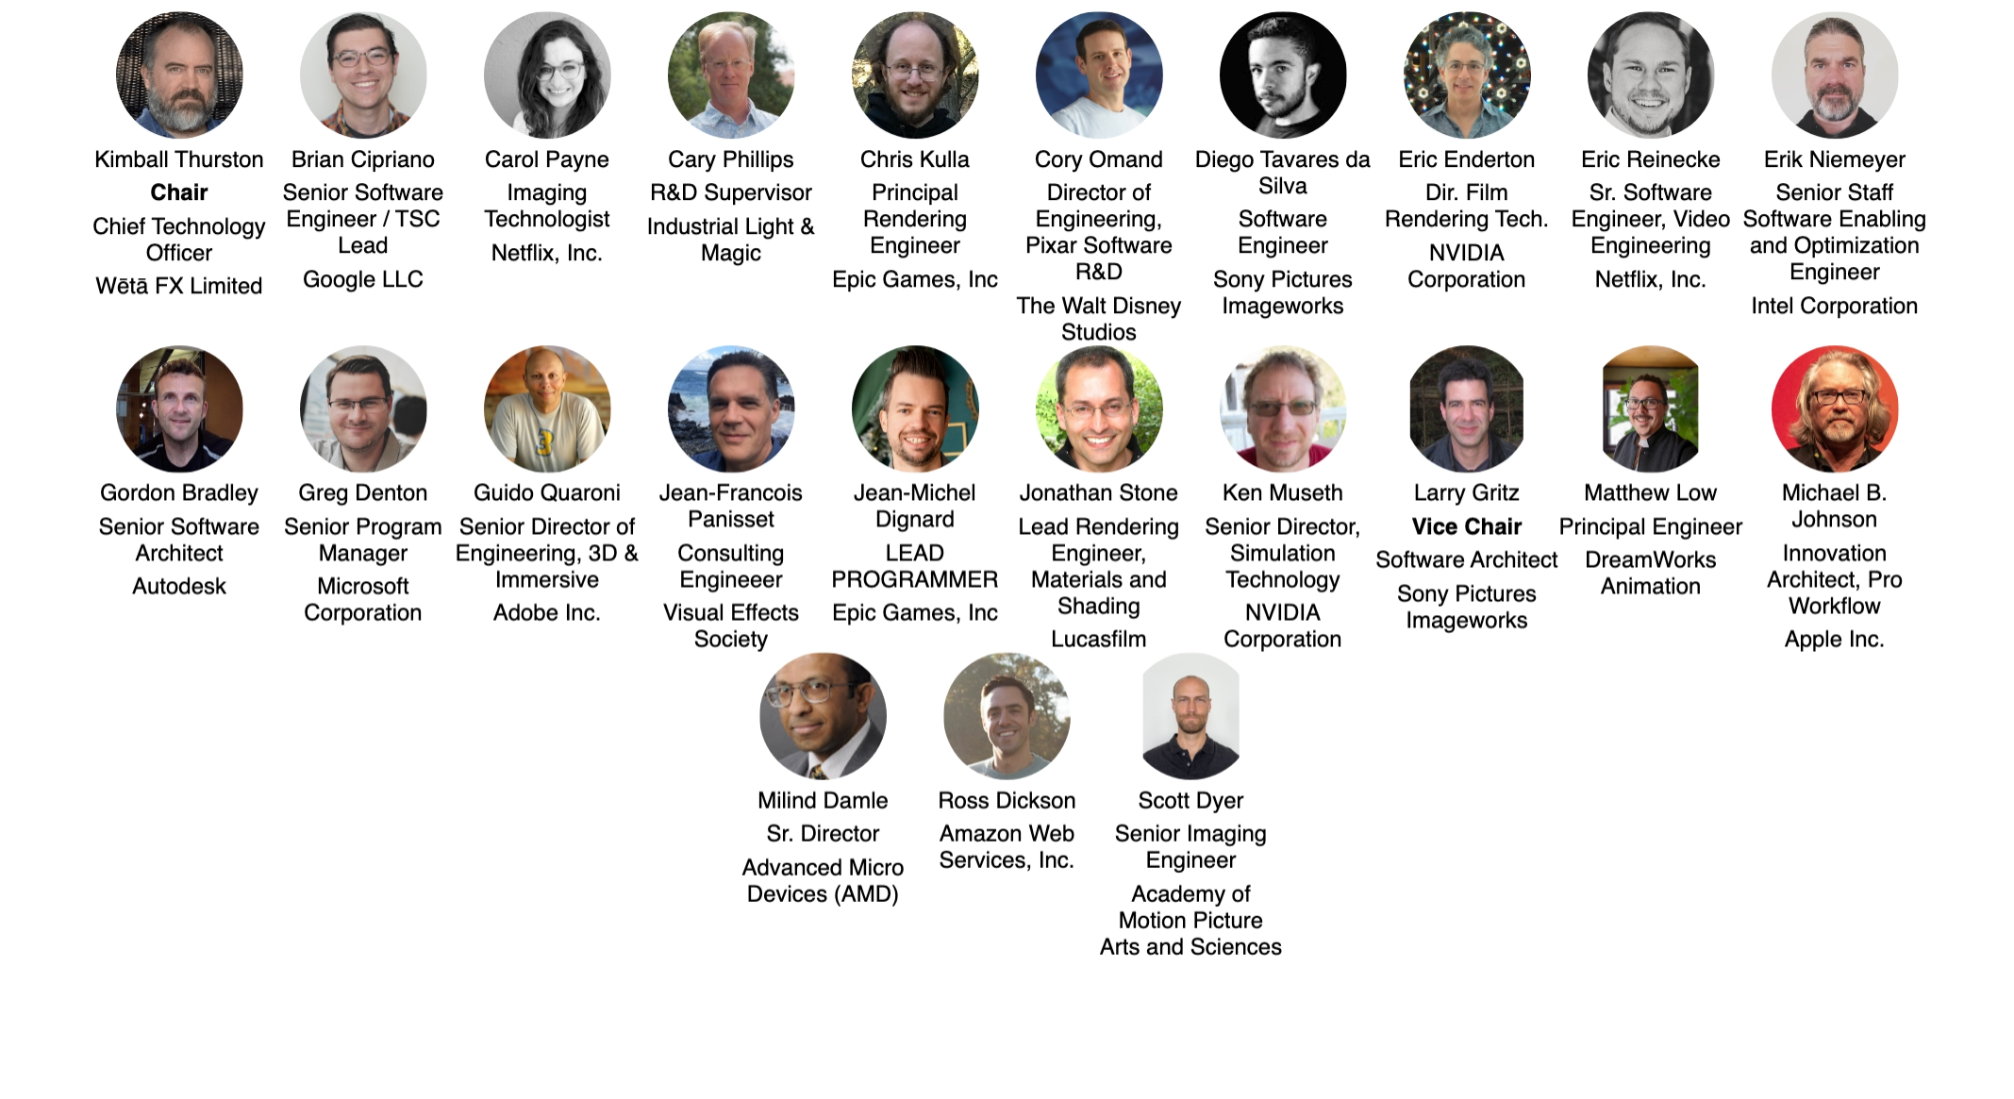 Kimball Thurston
Chair
Chief Technology
Officer
Wētā FX Limited
Brian Cipriano
Senior Software
Engineer / TSC
Lead
Google LLC
Carol Payne
Imaging
Technologist
Netflix, Inc.
Cary Phillips
R&D Supervisor
Industrial Light &
Magic
Chris Kulla
Principal
Rendering
Engineer
Epic Games, Inc
Cory Omand
Director of
Engineering,
Pixar Software
R&D
The Walt Disney
Studios
Diego Tavares da
Silva
Software
Engineer
Sony Pictures
Imageworks
Eric Enderton
Dir. Film
Rendering Tech.
NVIDIA
Corporation
Eric Reinecke
Sr. Software
Engineer, Video
Engineering
Netflix, Inc.
Erik Niemeyer
Senior Staff
Software Enabling
and Optimization
Engineer
Intel Corporation
Gordon Bradley
Senior Software
Architect
Autodesk
Greg Denton
Senior Program
Manager
Microsoft
Corporation
3
Guido Quaroni
Senior Director of
Engineering, 3D &
Immersive
Adobe Inc.
Jean-Francois
Panisset
Consulting
Engineeer
Visual Effects
Society
Jean-Michel
Dignard
LEAD
PROGRAMMER
Epic Games, Inc
Jonathan Stone
Lead Rendering
Engineer,
Materials and
Shading
Lucasfilm
Ken Museth
Senior Director,
Simulation
Technology
NVIDIA
Corporation
Larry Gritz
Vice Chair
Software Architect
Sony Pictures
Imageworks
Matthew Low
Principal Engineer
DreamWorks
Animation
Michael B.
Johnson
Innovation
Architect, Pro
Workflow
Apple Inc.
Milind Damle
Sr. Director
Advanced Micro
Devices (AMD)
Ross Dickson
Amazon Web
Services, Inc.
Scott Dyer
Senior Imaging
Engineer
Academy of
Motion Picture
Arts and Sciences